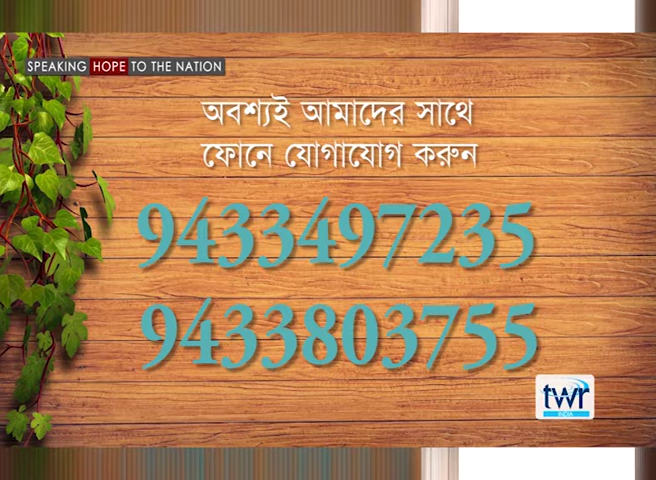 SPEAKING HOPE TO THE NATION
অবশ্যই আমাদের সাথে
ফোনে যোগাযোগ করুন
9433497235
9433803755
twr
INDIA